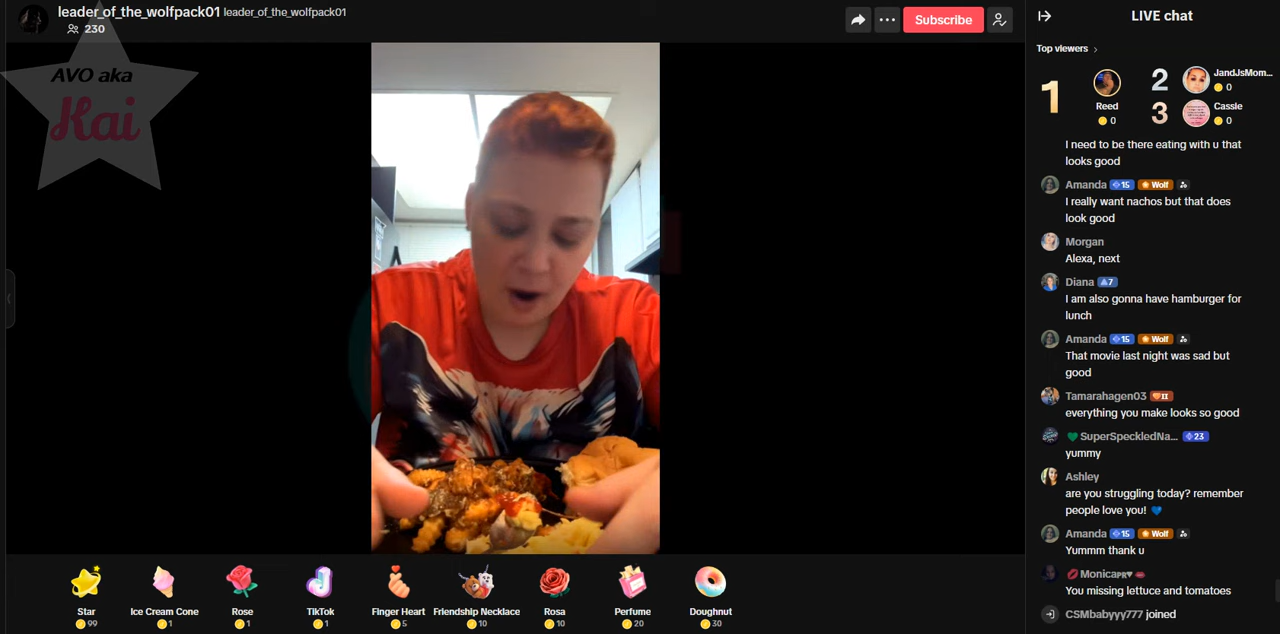 leader_of_the_wolfpack01 leader_of_the_wolfpack01
230
Subscribe
AVO aka
Kai
LIVE chat
Top viewers
1
Reed
0
2
JandJsMom...
0
3
Cassie
0
I need to be there eating with u that
looks good
Amanda 15 Wolf
I really want nachos but that does
look good
Morgan
Alexa, next
Diana 7
I am also gonna have hamburger for
lunch
Amanda 15 Wolf
That movie last night was sad but
good
Tamarahagen03 II
everything you make looks so good
💚 SuperSpeckledNa... 23
yummy
Ashley
are you struggling today? remember
people love you! 💙
Amanda 15 Wolf
Yummm thank u
💋 Monicaᴘʀ♥ 👄
You missing lettuce and tomatoes
CSMbabyyy777 joined
Star
99
Ice Cream Cone
1
Rose
1
TikTok
1
Finger Heart
5
Friendship Necklace
10
Rosa
10
Perfume
20
Doughnut
30